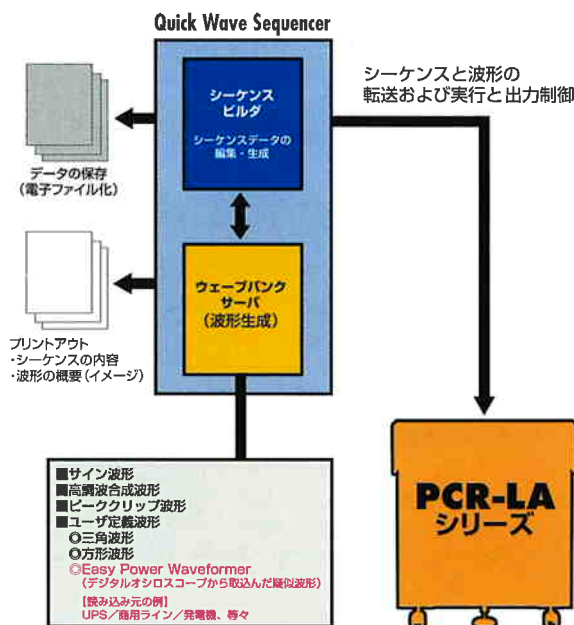 Quick Wave Sequencer
シーケンス
ビルダ
シーケンスデータの
編集・生成
シーケンスと波形の
転送および実行と出力制御
データの保存
(電子ファイル化)
ウェーブバンク
サーバ
(波形生成)
プリントアウト
・シーケンスの内容
・波形の概要(イメージ)
■サイン波形
■高調波合成波形
■ピーククリップ波形
■ユーザ定義波形
◎三角波形
◎方形波形
◎Easy Power Waveformer
(デジタルオシロスコープから取込んだ疑似波形)
【読み込み元の例】
UPS/商用ライン/発電機、等々
PCR-LA
シリーズ